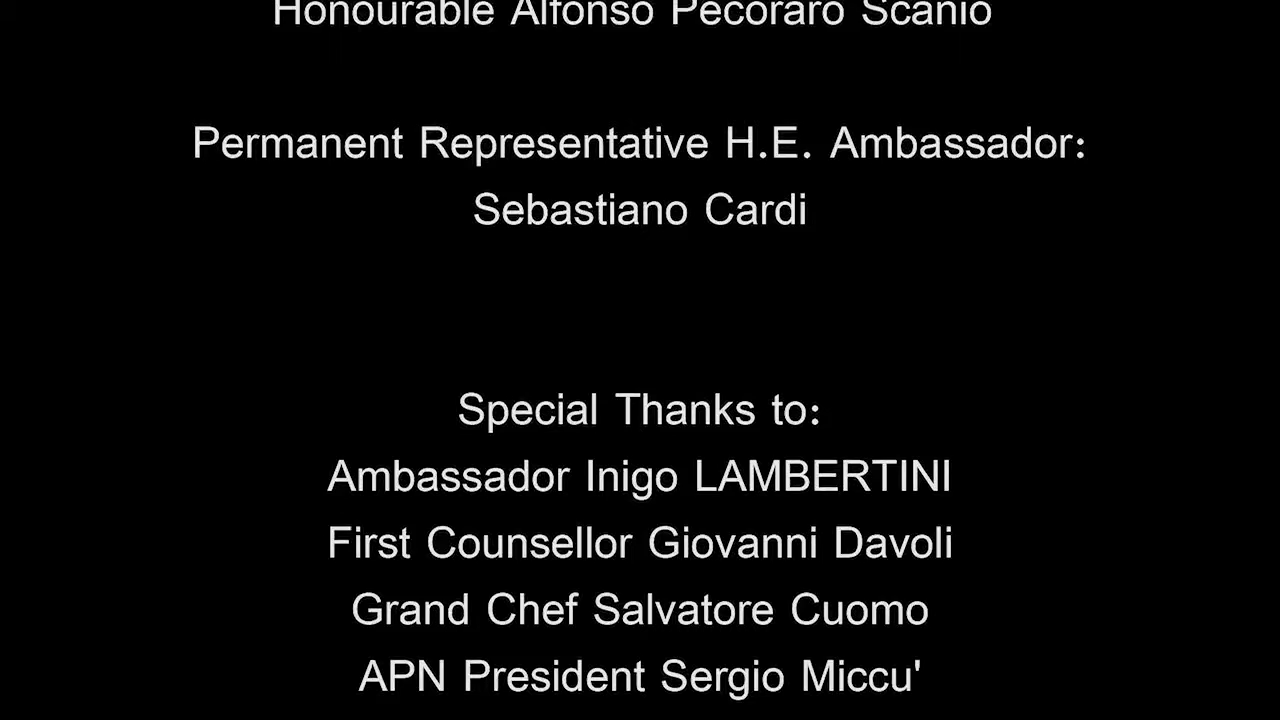 Honourable Alfonso Pecoraro Scanio
Permanent Representative H.E. Ambassador:
Sebastiano Cardi
Special Thanks to:
Ambassador Inigo LAMBERTINI
First Counsellor Giovanni Davoli
Grand Chef Salvatore Cuomo
APN President Sergio Miccu'